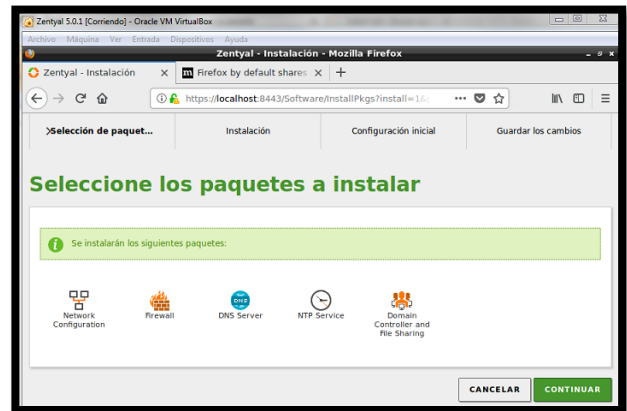 Zentyal 5.0.1 [Corriendo] - Oracle VM VirtualBox
Archivo Máquina Ver Entrada Dispositivos Ayuda
Zentyal - Instalación - Mozilla Firefox
Zentyal - Instalación
Firefox by default shares
https://localhost:8443/Software/InstallPkgs?install=1&
Selección de paquet...
Instalación
Configuración inicial
Guardar los cambios
Seleccione los paquetes a instalar
Se instalarán los siguientes paquetes:
Network
Configuration
Firewall
DNS
DNS Server
NTP Service
Domain
Controller and
File Sharing
CANCELAR
CONTINUAR